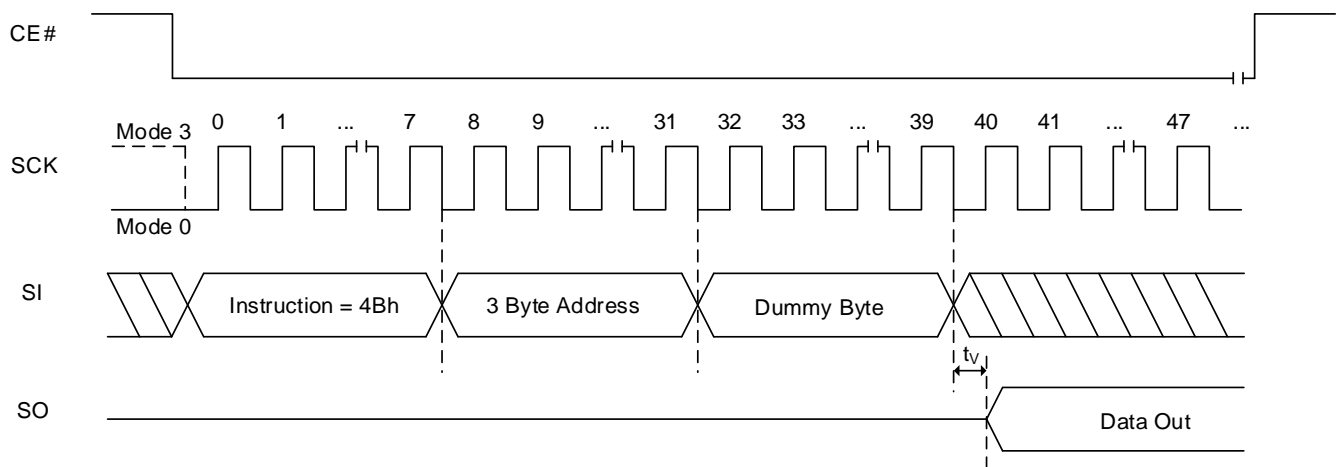 CE#
0 1 ... 7 8 9 ... 31 32 33 ... 39 40 41 ... 47 ...
Mode 3
SCK
Mode 0
SI
Instruction = 4Bh
3 Byte Address
Dummy Byte
tV
SO
Data Out